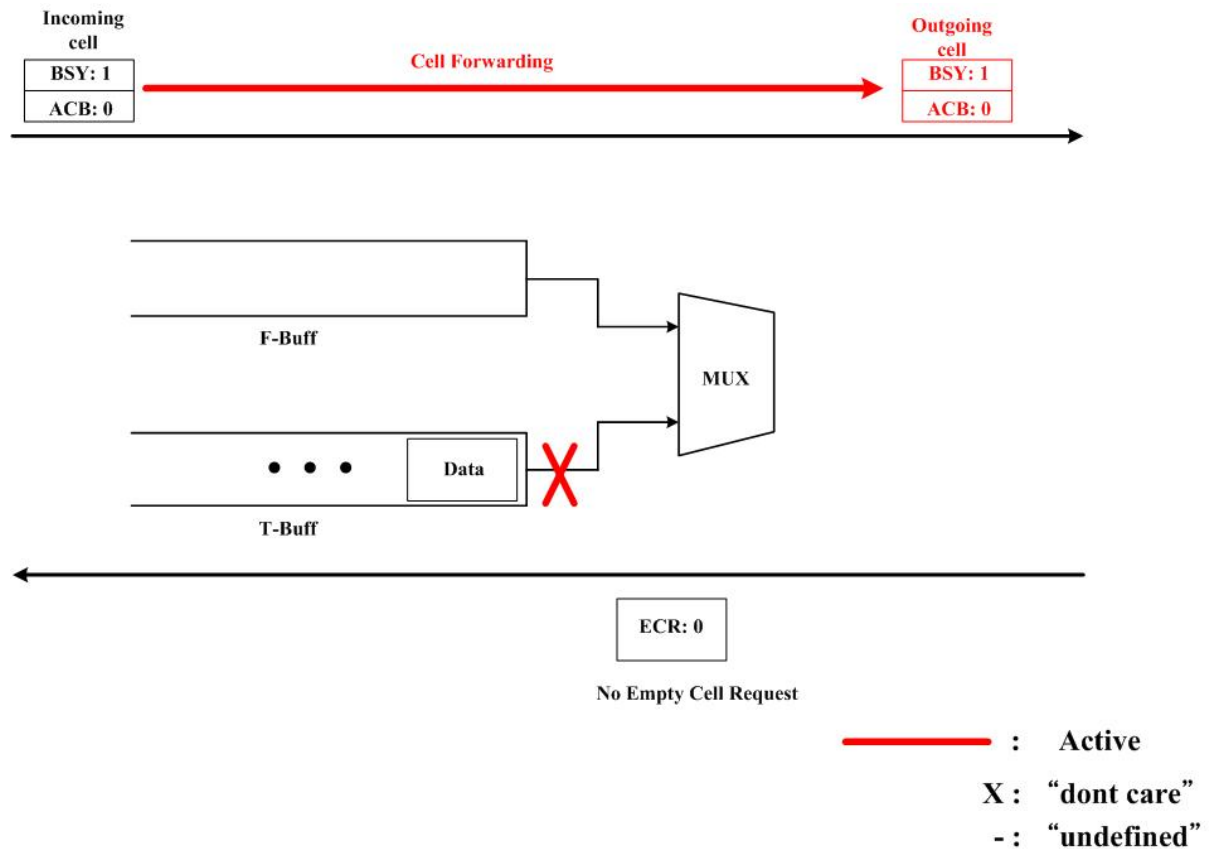 Incoming
cell
BSY: 1
ACB: 0
Cell Forwarding
Outgoing
cell
BSY: 1
ACB: 0
F-Buff
MUX
Data
T-Buff
ECR: 0
No Empty Cell Request
: Active
X : “dont care”
- : “undefined”